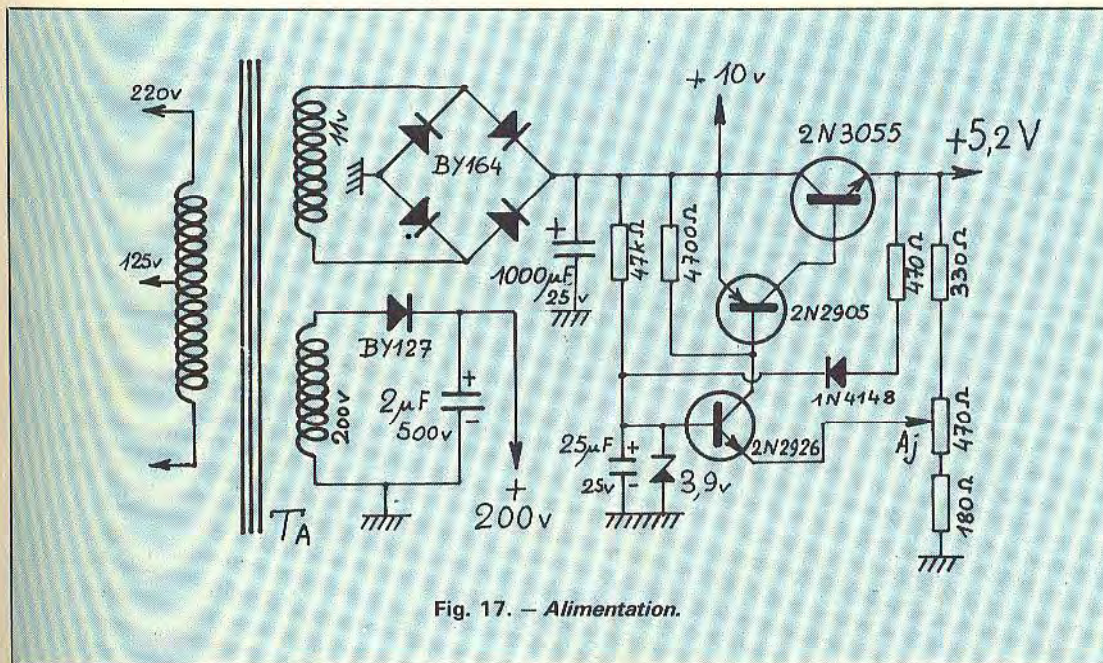 220v
125v
TA
11v
BY164
200v
BY127
2µF
500v
+
-
+
200v
+
1000µF
25v
47kΩ
4700Ω
+10v
2N3055
+5,2V
2N2905
470Ω
330Ω
1N4148
2N2926
Aj
470Ω
180Ω
25µF
25v
+
-
3,9v
Fig. 17. — Alimentation.